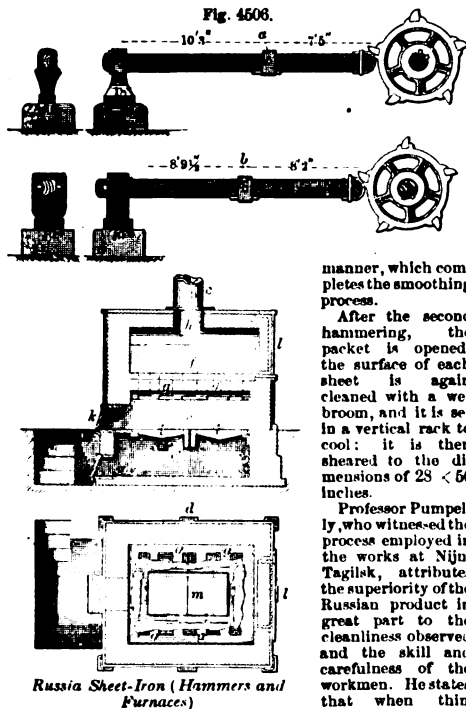 Fig. 4506.
10'3" a 7'5"
8'9½" b 8'2"
c
h
l
f
g
k
d
g g
m
l
Russia Sheet-Iron (Hammers and
Furnaces)
manner, which com
pletes the smoothing
process.
After the second
hammering, the
packet is opened,
the surface of each
sheet is again
cleaned with a we
broom, and it is se
in a vertical rack to
cool: it is then
sheared to the di
mensions of 28 × 56
inches.
Professor Pumpel
ly, who witnessed the
process employed in
the works at Niju
Tagilsk, attributes
the superiority of the
Russian product in
great part to the
cleanliness observed
and the skill and
carefulness of the
workmen. He states
that when thin